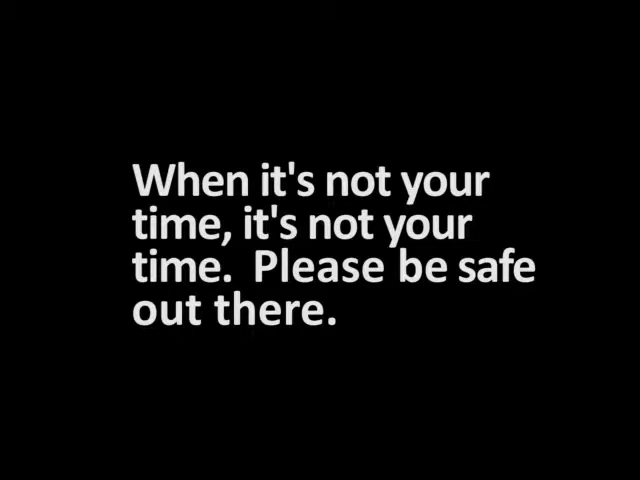 When it's not your
time, it's not your
time.  Please be safe
out there.